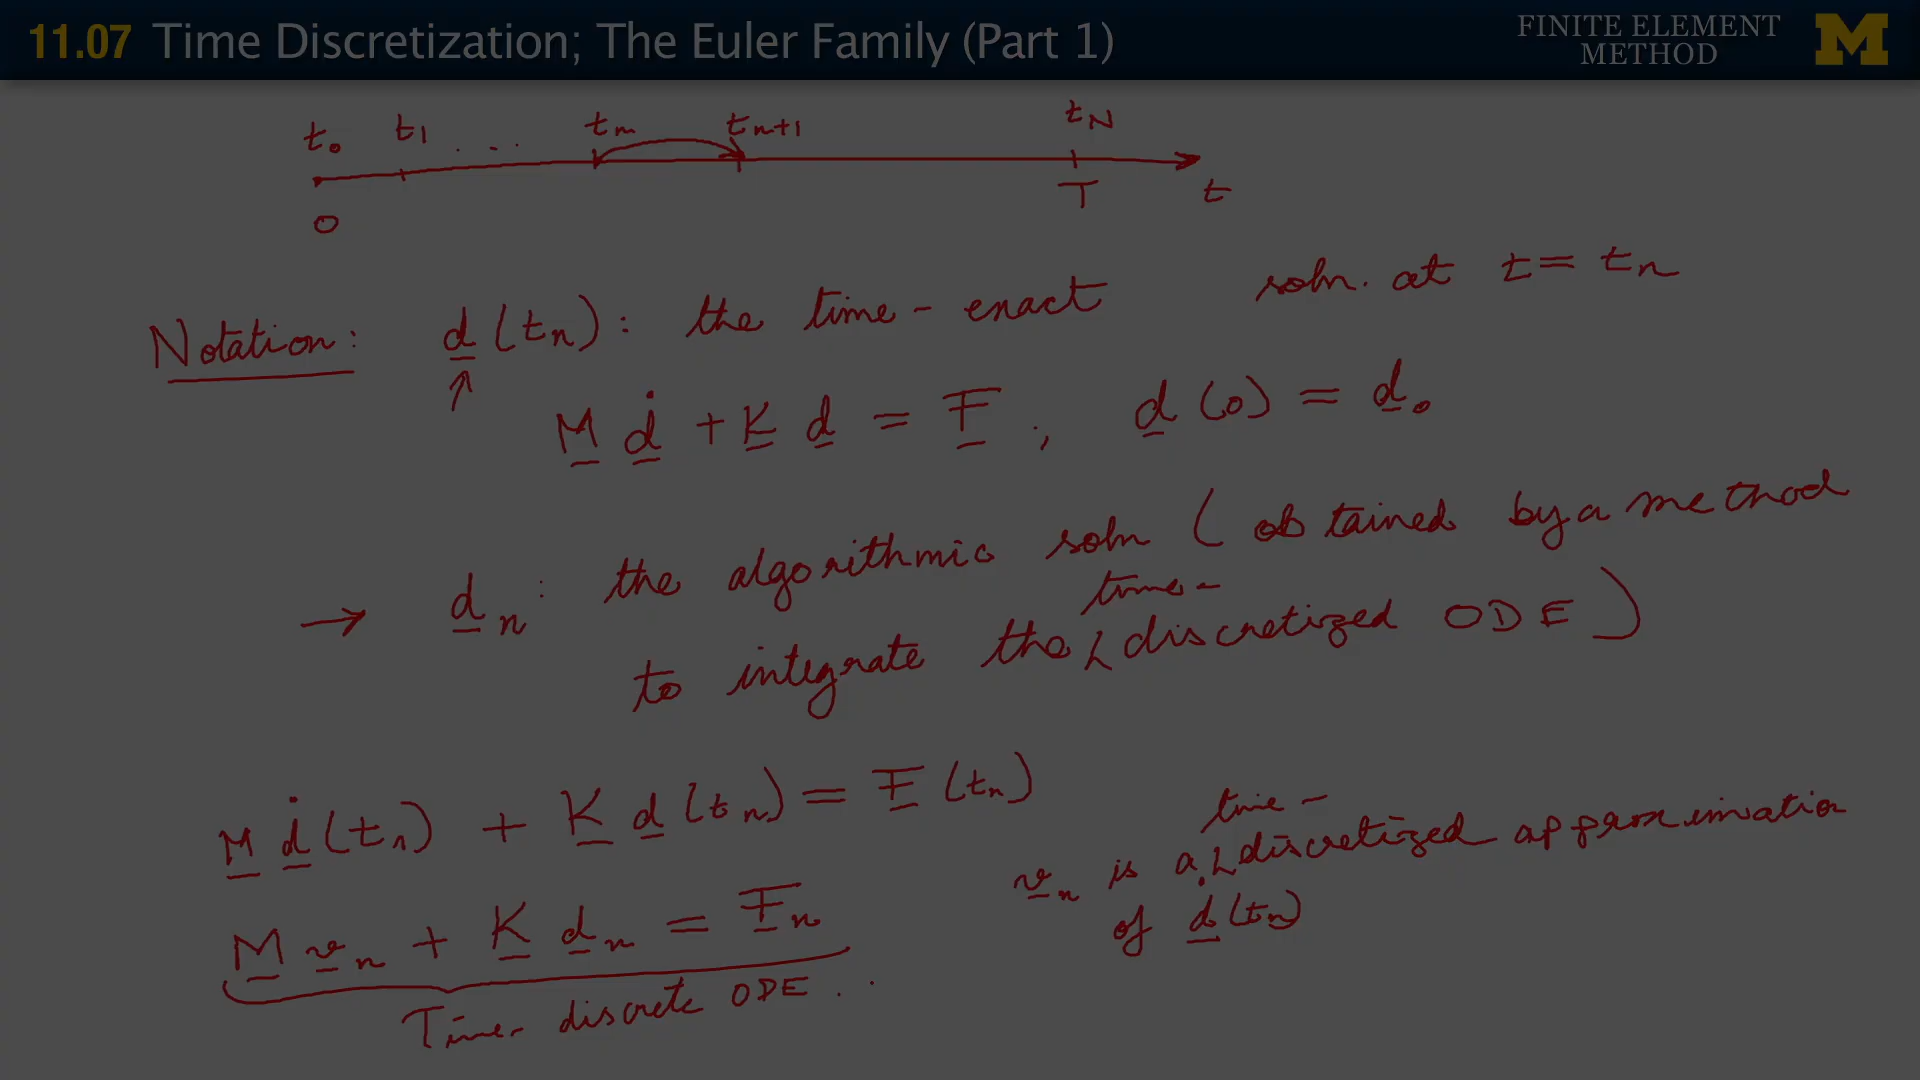 11.07 Time Discretization; The Euler Family (Part 1)
FINITE ELEMENT
METHOD
M
t₀ t₁ . . . tₙ tₙ₊₁ t_N
0 T t
Notation: d(tₙ): the time-exact soln. at t = tₙ
↑
M ḋ + K d = F ; d(0) = d₀
→ dₙ: the algorithmic soln (obtained by a method
to integrate the time-discretized ODE)
M ḋ(tₙ) + K d(tₙ) = F(tₙ)
M vₙ + K dₙ = Fₙ
Time-discrete ODE . .
vₙ is a time-discretized approximation
of ḋ(tₙ)